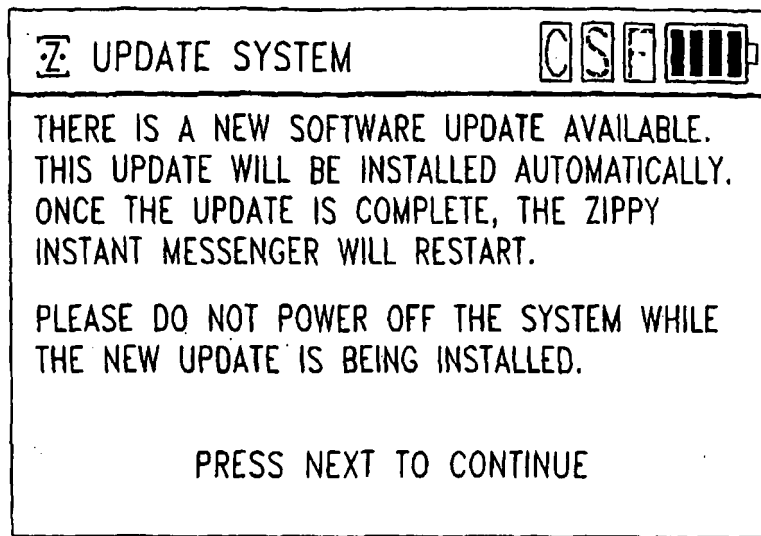 Z UPDATE SYSTEM C S F
THERE IS A NEW SOFTWARE UPDATE AVAILABLE.
THIS UPDATE WILL BE INSTALLED AUTOMATICALLY.
ONCE THE UPDATE IS COMPLETE, THE ZIPPY
INSTANT MESSENGER WILL RESTART.
PLEASE DO NOT POWER OFF THE SYSTEM WHILE
THE NEW UPDATE IS BEING INSTALLED.
PRESS NEXT TO CONTINUE